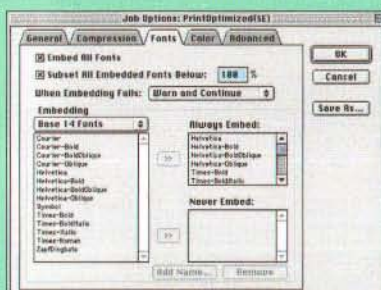 Job Options: PrintOptimized(SE)
General Compression Fonts Color Advanced
Embed All Fonts
Subset All Embedded Fonts Below: 100 %
When Embedding Fails: Warn and Continue
Embedding
Base 14 Fonts
Courier
Courier-Bold
Courier-BoldOblique
Courier-Oblique
Helvetica
Helvetica-Bold
Helvetica-BoldOblique
Helvetica-Oblique
Symbol
Times-Bold
Times-BoldItalic
Times-Italic
Times-Roman
ZapfDingbats
>>
>>
Always Embed:
Helvetica
Helvetica-Bold
Helvetica-BoldOblique
Helvetica-Oblique
Times-Bold
Times-BoldItalic
Never Embed:
Add Name... Remove
OK
Cancel
Save As...